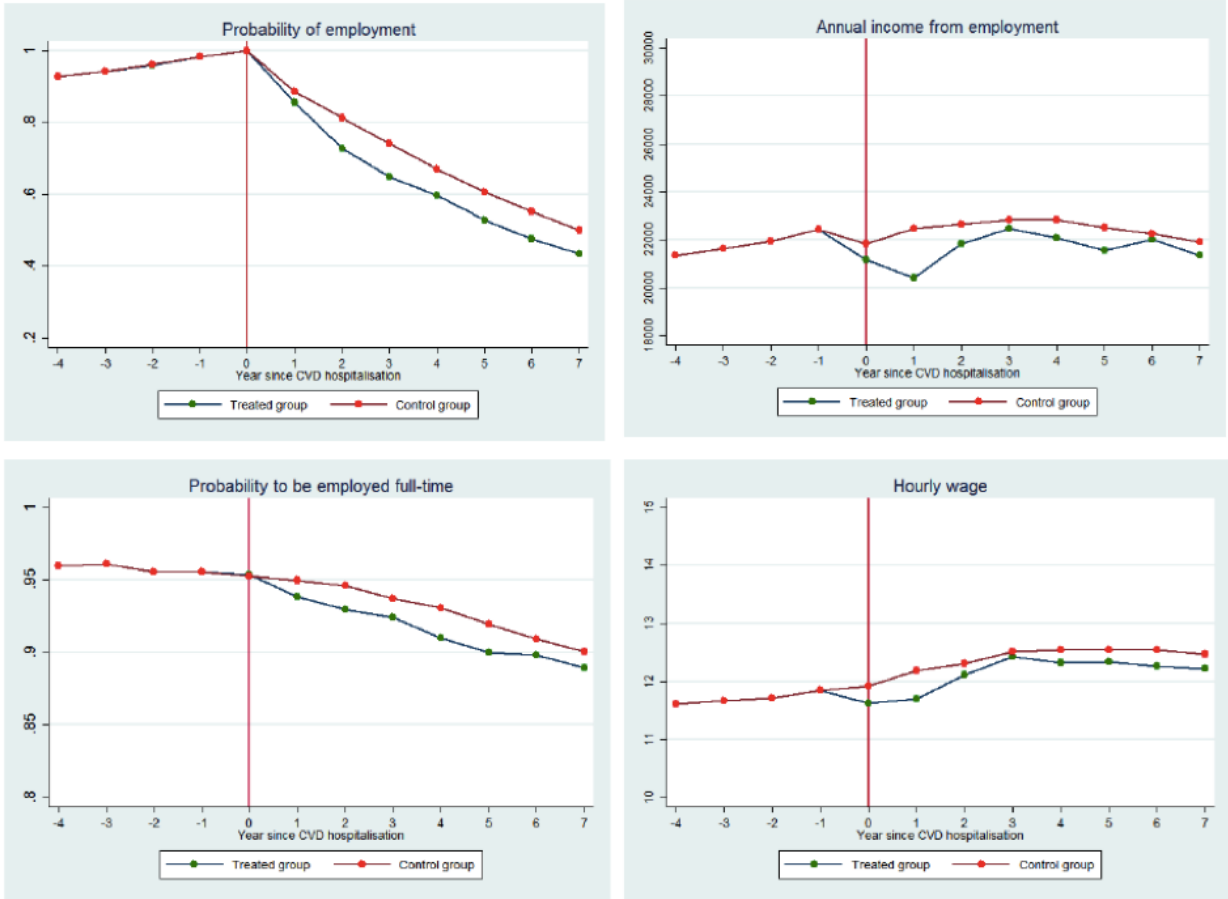 Probability of employment
1
.8
.6
.4
.2
-4 -3 -2 -1 0 1 2 3 4 5 6 7
Year since CVD hospitalisation
Treated group Control group
Annual income from employment
30000
28000
26000
24000
22000
20000
18000
-4 -3 -2 -1 0 1 2 3 4 5 6 7
Year since CVD hospitalisation
Treated group Control group
Probability to be employed full-time
1
.95
.9
.85
.8
-4 -3 -2 -1 0 1 2 3 4 5 6 7
Year since CVD hospitalisation
Treated group Control group
Hourly wage
15
14
13
12
11
10
-4 -3 -2 -1 0 1 2 3 4 5 6 7
Year since CVD hospitalisation
Treated group Control group